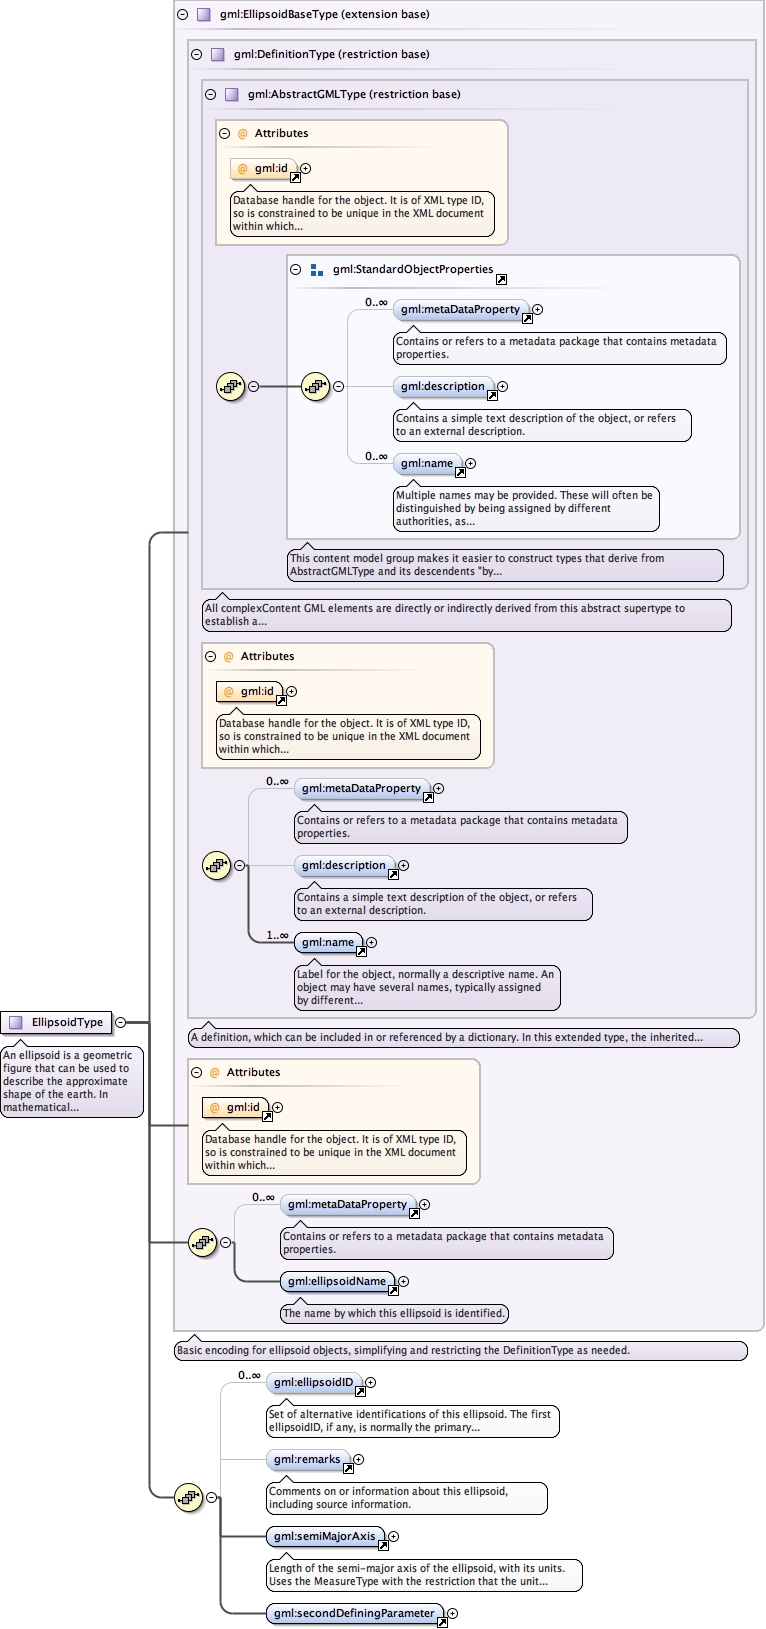 gml:EllipsoidBaseType (extension base)
gml:DefinitionType (restriction base)
gml:AbstractGMLType (restriction base)
@ Attributes
@ gml:id
Database handle for the object. It is of XML type ID,
so is constrained to be unique in the XML document
within which...
gml:StandardObjectProperties
0..∞
gml:metaDataProperty
Contains or refers to a metadata package that contains metadata
properties.
gml:description
Contains a simple text description of the object, or refers
to an external description.
0..∞
gml:name
Multiple names may be provided. These will often be
distinguished by being assigned by different
authorities, as...
This content model group makes it easier to construct types that derive from
AbstractGMLType and its descendents "by...
All complexContent GML elements are directly or indirectly derived from this abstract supertype to
establish a...
@ Attributes
@ gml:id
Database handle for the object. It is of XML type ID,
so is constrained to be unique in the XML document
within which...
0..∞
gml:metaDataProperty
Contains or refers to a metadata package that contains metadata
properties.
gml:description
Contains a simple text description of the object, or refers
to an external description.
1..∞
gml:name
Label for the object, normally a descriptive name. An
object may have several names, typically assigned
by different...
EllipsoidType
An ellipsoid is a geometric
figure that can be used to
describe the approximate
shape of the earth. In
mathematical...
A definition, which can be included in or referenced by a dictionary. In this extended type, the inherited...
@ Attributes
@ gml:id
Database handle for the object. It is of XML type ID,
so is constrained to be unique in the XML document
within which...
0..∞
gml:metaDataProperty
Contains or refers to a metadata package that contains metadata
properties.
gml:ellipsoidName
The name by which this ellipsoid is identified.
Basic encoding for ellipsoid objects, simplifying and restricting the DefinitionType as needed.
0..∞
gml:ellipsoidID
Set of alternative identifications of this ellipsoid. The first
ellipsoidID, if any, is normally the primary...
gml:remarks
Comments on or information about this ellipsoid,
including source information.
gml:semiMajorAxis
Length of the semi-major axis of the ellipsoid, with its units.
Uses the MeasureType with the restriction that the unit...
gml:secondDefiningParameter